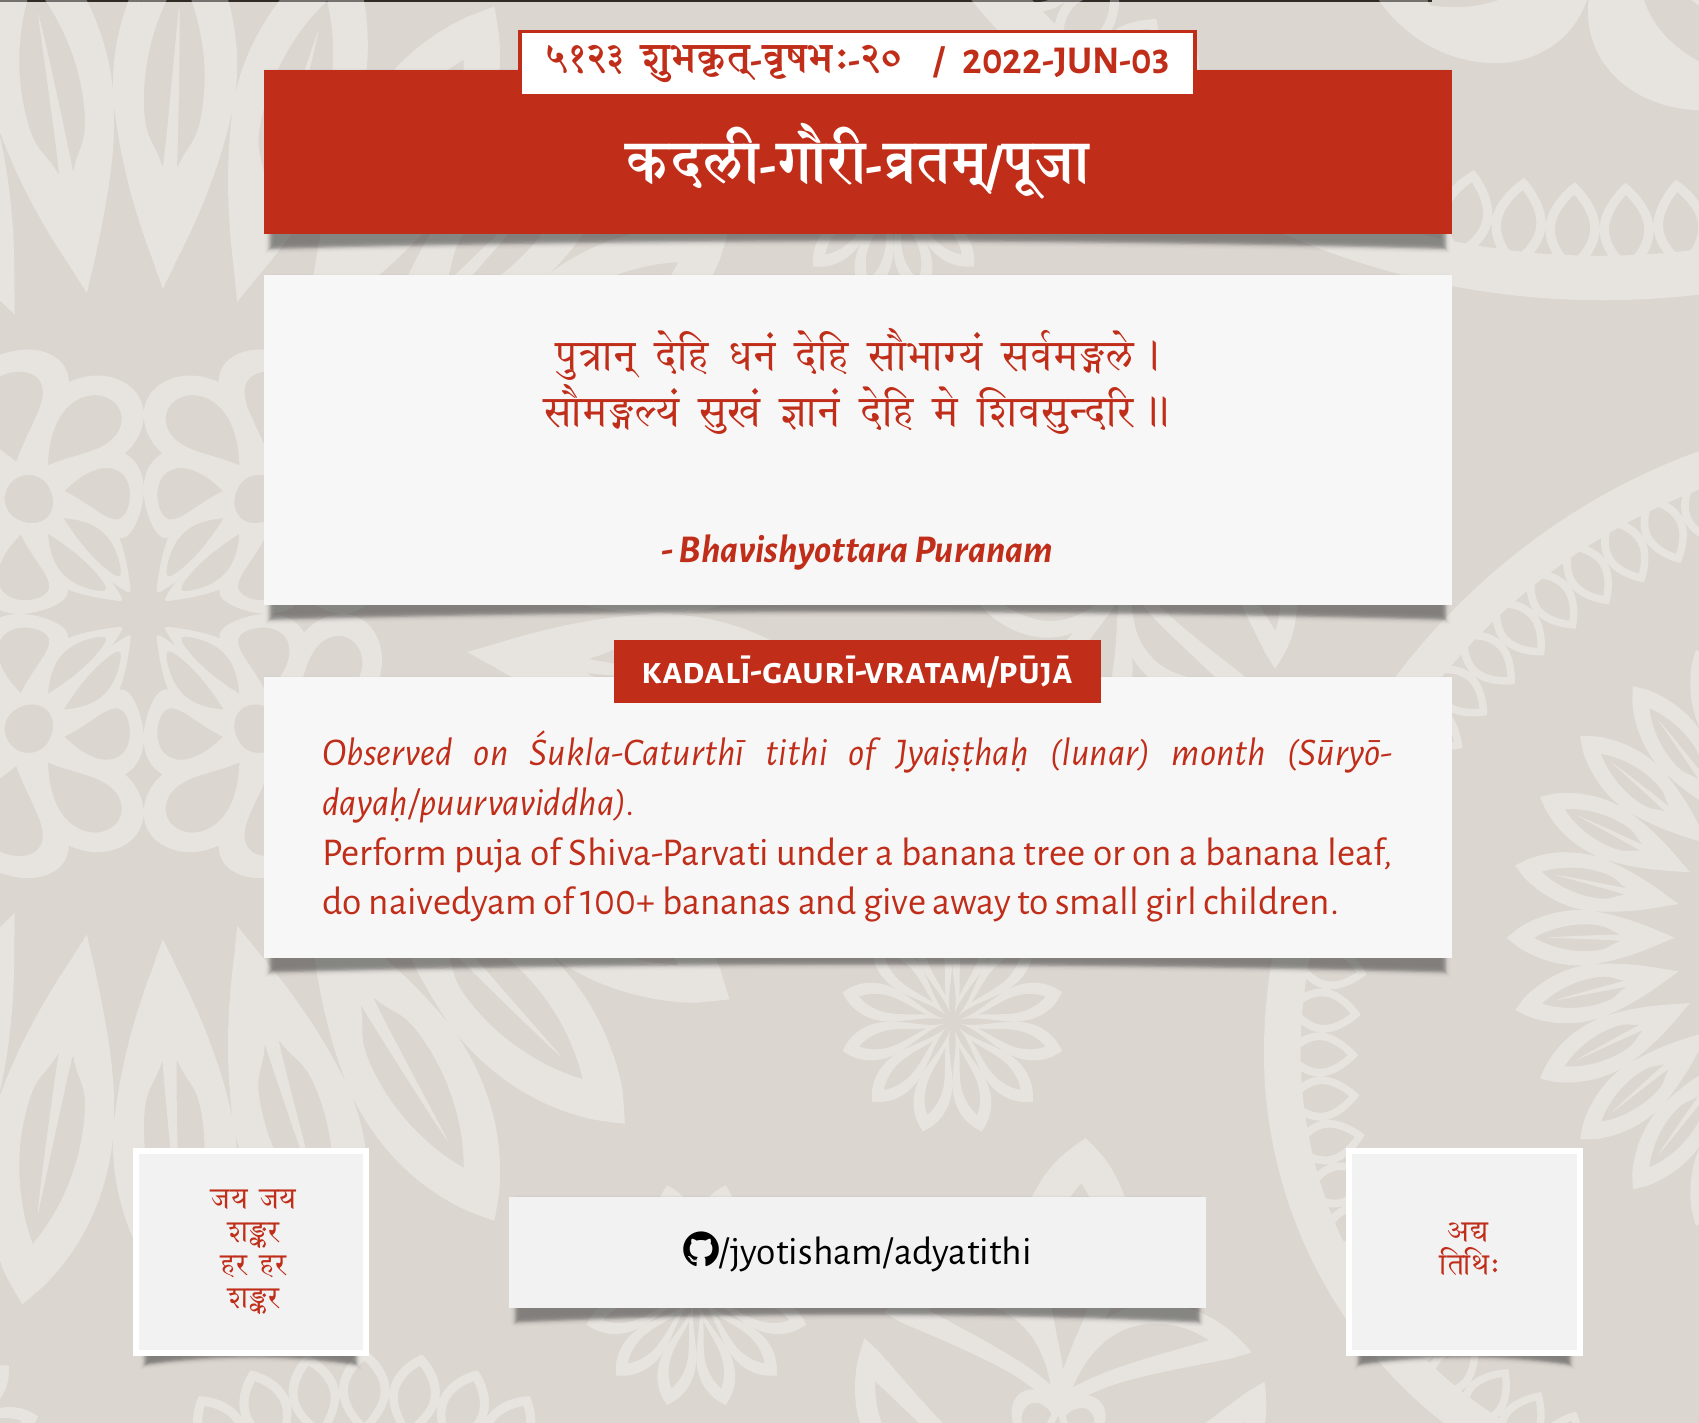 ५१२३ शुभकृत्-वृषभः-२० / 2022-JUN-03
कदली-गौरी-व्रतम्/पूजा
पुत्रान् देहि धनं देहि सौभाग्यं सर्वमङ्गले ।
सौमङ्गल्यं सुखं ज्ञानं देहि मे शिवसुन्दरि ॥
- Bhavishyottara Puranam
KADALĪ-GAURĪ-VRATAM/PŪJĀ
Observed on Śukla-Caturthī tithi of Jyaiṣṭhaḥ (lunar) month (Sūryō-
dayaḥ/puurvaviddha).
Perform puja of Shiva-Parvati under a banana tree or on a banana leaf,
do naivedyam of 100+ bananas and give away to small girl children.
जय जय
शङ्कर
हर हर
शङ्कर
/jyotisham/adyatithi
अद्य
तिथिः